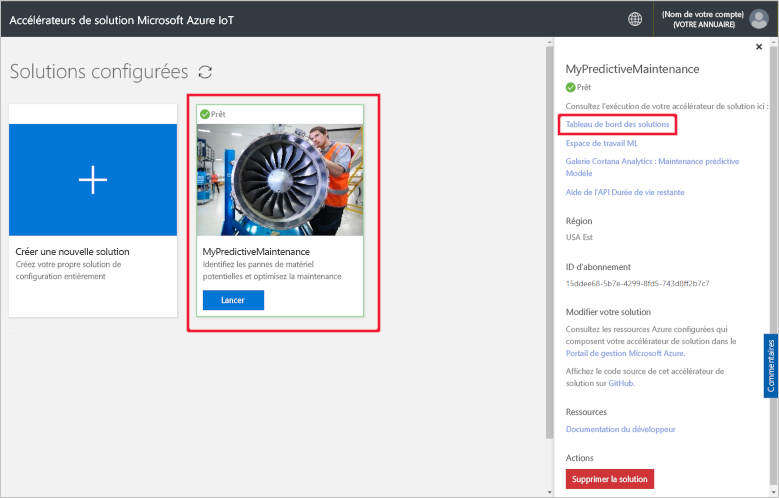 Accélérateurs de solution Microsoft Azure IoT
(Nom de votre compte)
(VOTRE ANNUAIRE)
Solutions configurées
Créer une nouvelle solution
Créez votre propre solution de
configuration entièrement
Prêt
MyPredictiveMaintenance
Identifiez les pannes de matériel
potentielles et optimisez la maintenance
Lancer
MyPredictiveMaintenance
Prêt
Consultez l'exécution de votre accélérateur de solution ici :
Tableau de bord des solutions
Espace de travail ML
Galerie Cortana Analytics : Maintenance prédictive
Modèle
Aide de l'API Durée de vie restante
Région
USA Est
ID d'abonnement
15ddee68-5b7e-4299-8fd5-743d8ff2b7c7
Modifier votre solution
Consultez les ressources Azure configurées qui
composent votre accélérateur de solution dans le
Portail de gestion Microsoft Azure.
Affichez le code source de cet accélérateur de
solution sur GitHub.
Ressources
Documentation du développeur
Actions
Supprimer la solution
Commentaires